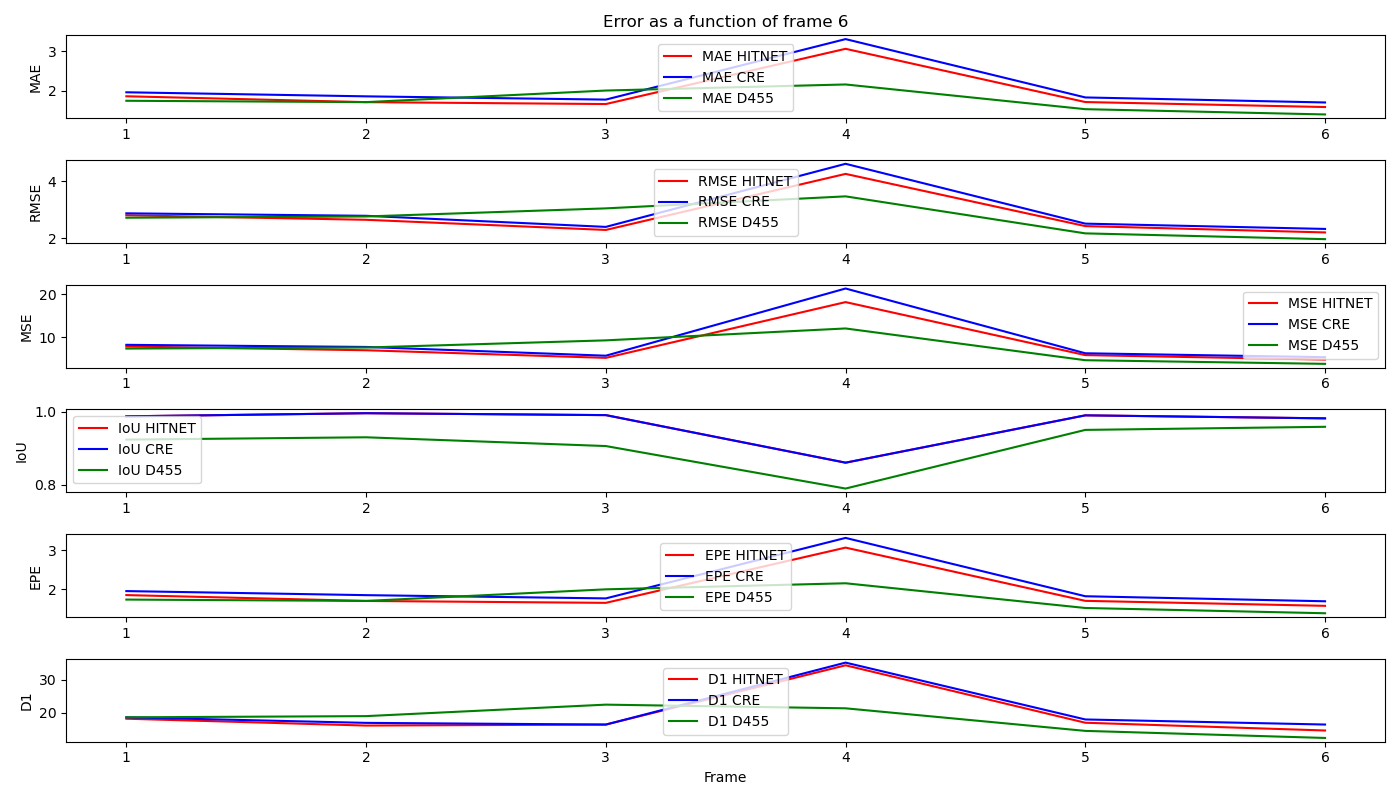 Error as a function of frame 6
MAE
3
2
MAE HITNET
MAE CRE
MAE D455
1 2 3 4 5 6
RMSE
4
2
RMSE HITNET
RMSE CRE
RMSE D455
1 2 3 4 5 6
MSE
20
10
MSE HITNET
MSE CRE
MSE D455
1 2 3 4 5 6
IoU
1.0
0.8
IoU HITNET
IoU CRE
IoU D455
1 2 3 4 5 6
EPE
3
2
EPE HITNET
EPE CRE
EPE D455
1 2 3 4 5 6
D1
30
20
D1 HITNET
D1 CRE
D1 D455
1 2 3 4 5 6
Frame